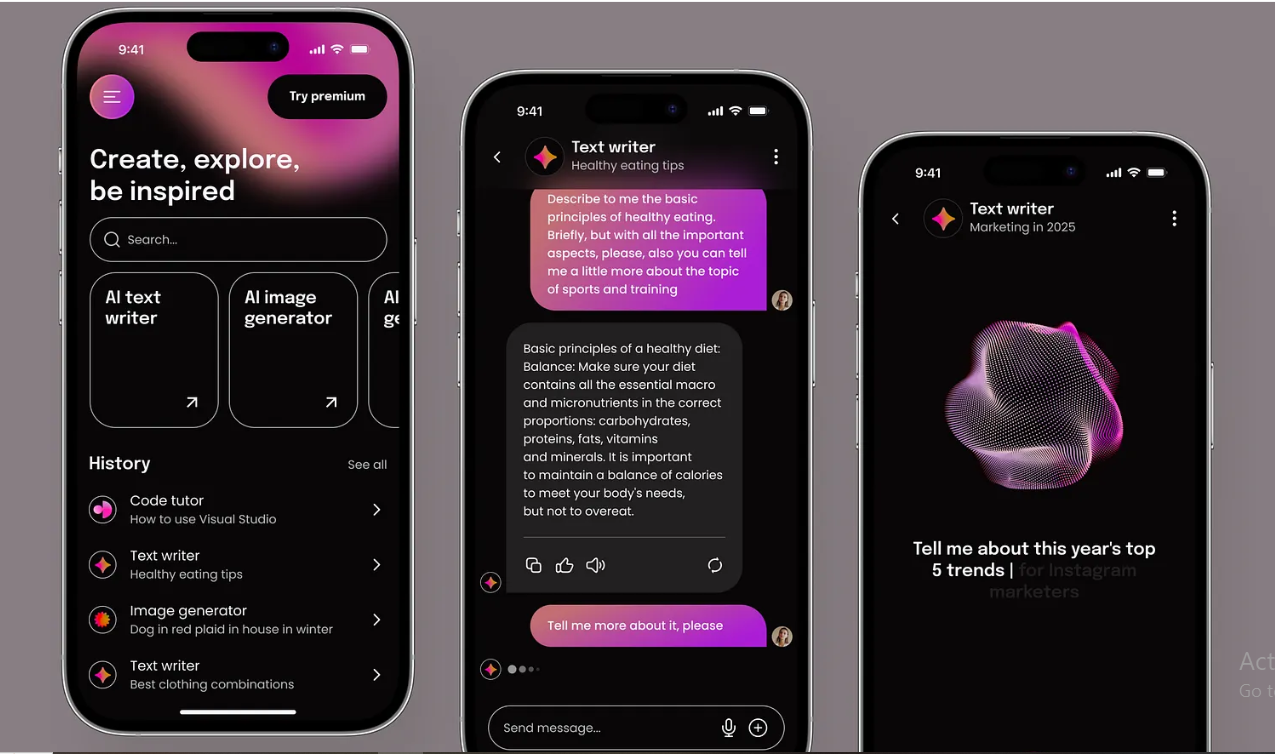 9:41
Try premium
Create, explore,
be inspired
Search...
AI text
writer
AI image
generator
AI
ge
History
See all
Code tutor
How to use Visual Studio
Text writer
Healthy eating tips
Image generator
Dog in red plaid in house in winter
Text writer
Best clothing combinations
9:41
Text writer
Healthy eating tips
Describe to me the basic
principles of healthy eating.
Briefly, but with all the important
aspects, please, also you can tell
me a little more about the topic
of sports and training
Basic principles of a healthy diet:
Balance: Make sure your diet
contains all the essential macro
and micronutrients in the correct
proportions: carbohydrates,
proteins, fats, vitamins
and minerals. It is important
to maintain a balance of calories
to meet your body's needs,
but not to overeat.
Tell me more about it, please
Send message...
9:41
Text writer
Marketing in 2025
Tell me about this year's top
5 trends | for Instagram
marketers
Act
Go t